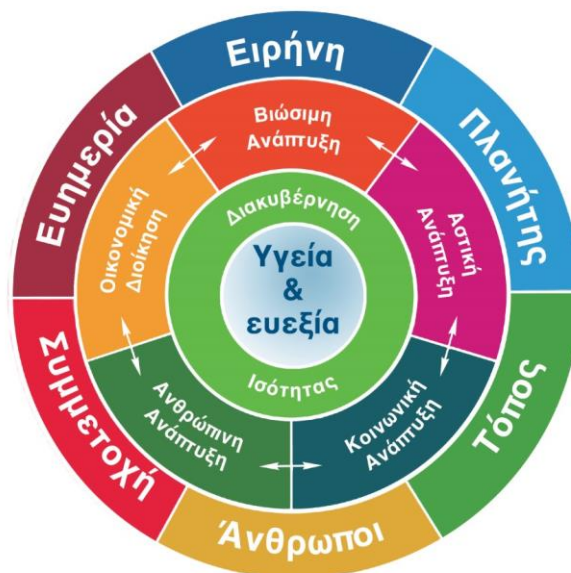 Ειρήνη
Πλανήτης
Τόπος
Άνθρωποι
Συμμετοχή
Ευημερία
Βιώσιμη
Ανάπτυξη
Αστική
Ανάπτυξη
Κοινωνική
Ανάπτυξη
Ανθρώπινη
Ανάπτυξη
Οικονομική
Διοίκηση
Διακυβέρνηση
Ισότητας
Υγεία
&
ευεξία